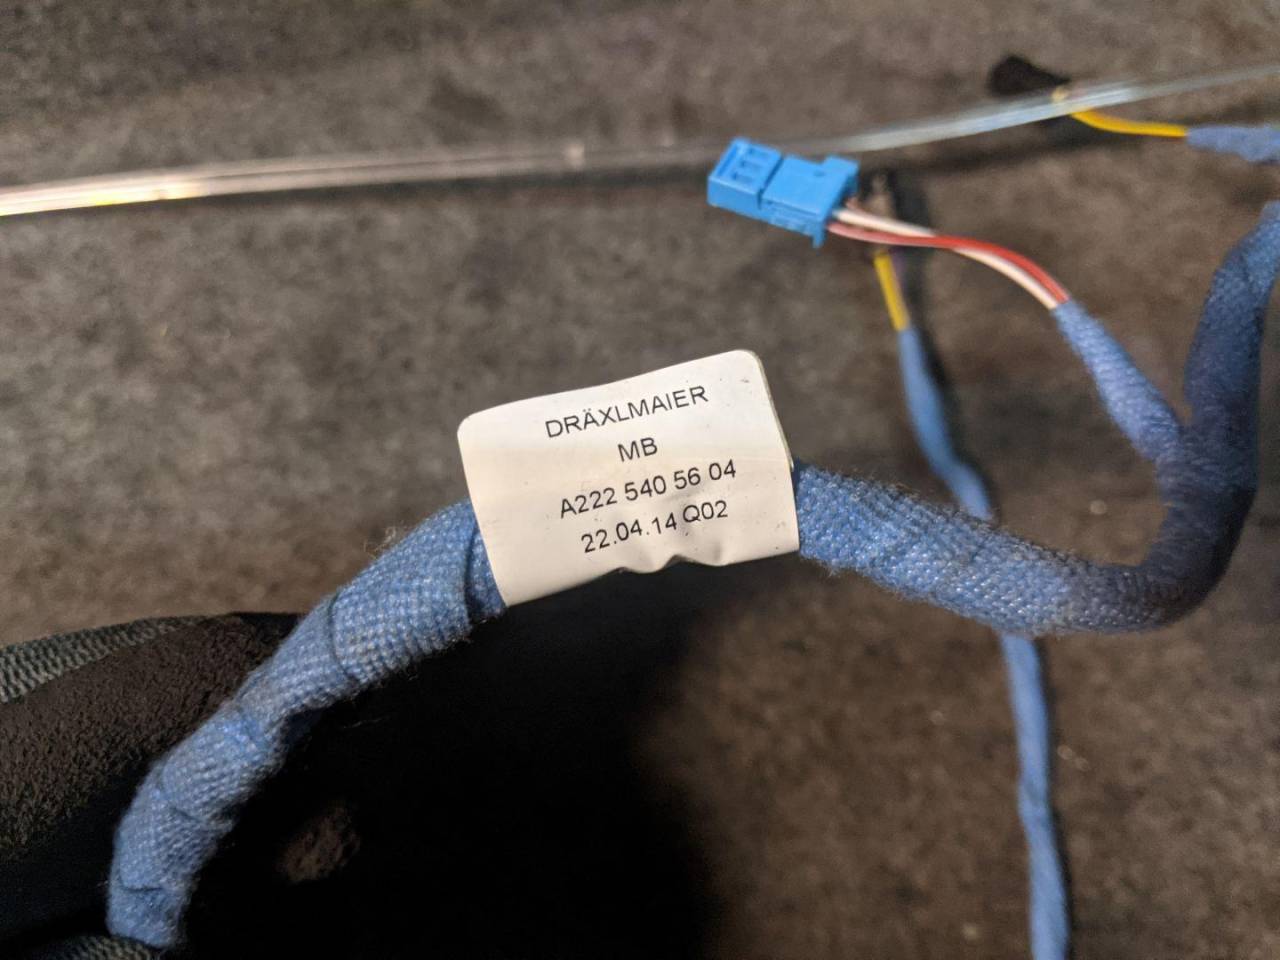 DRÄXLMAIER
MB
A222 540 56 04
22.04.14 Q02